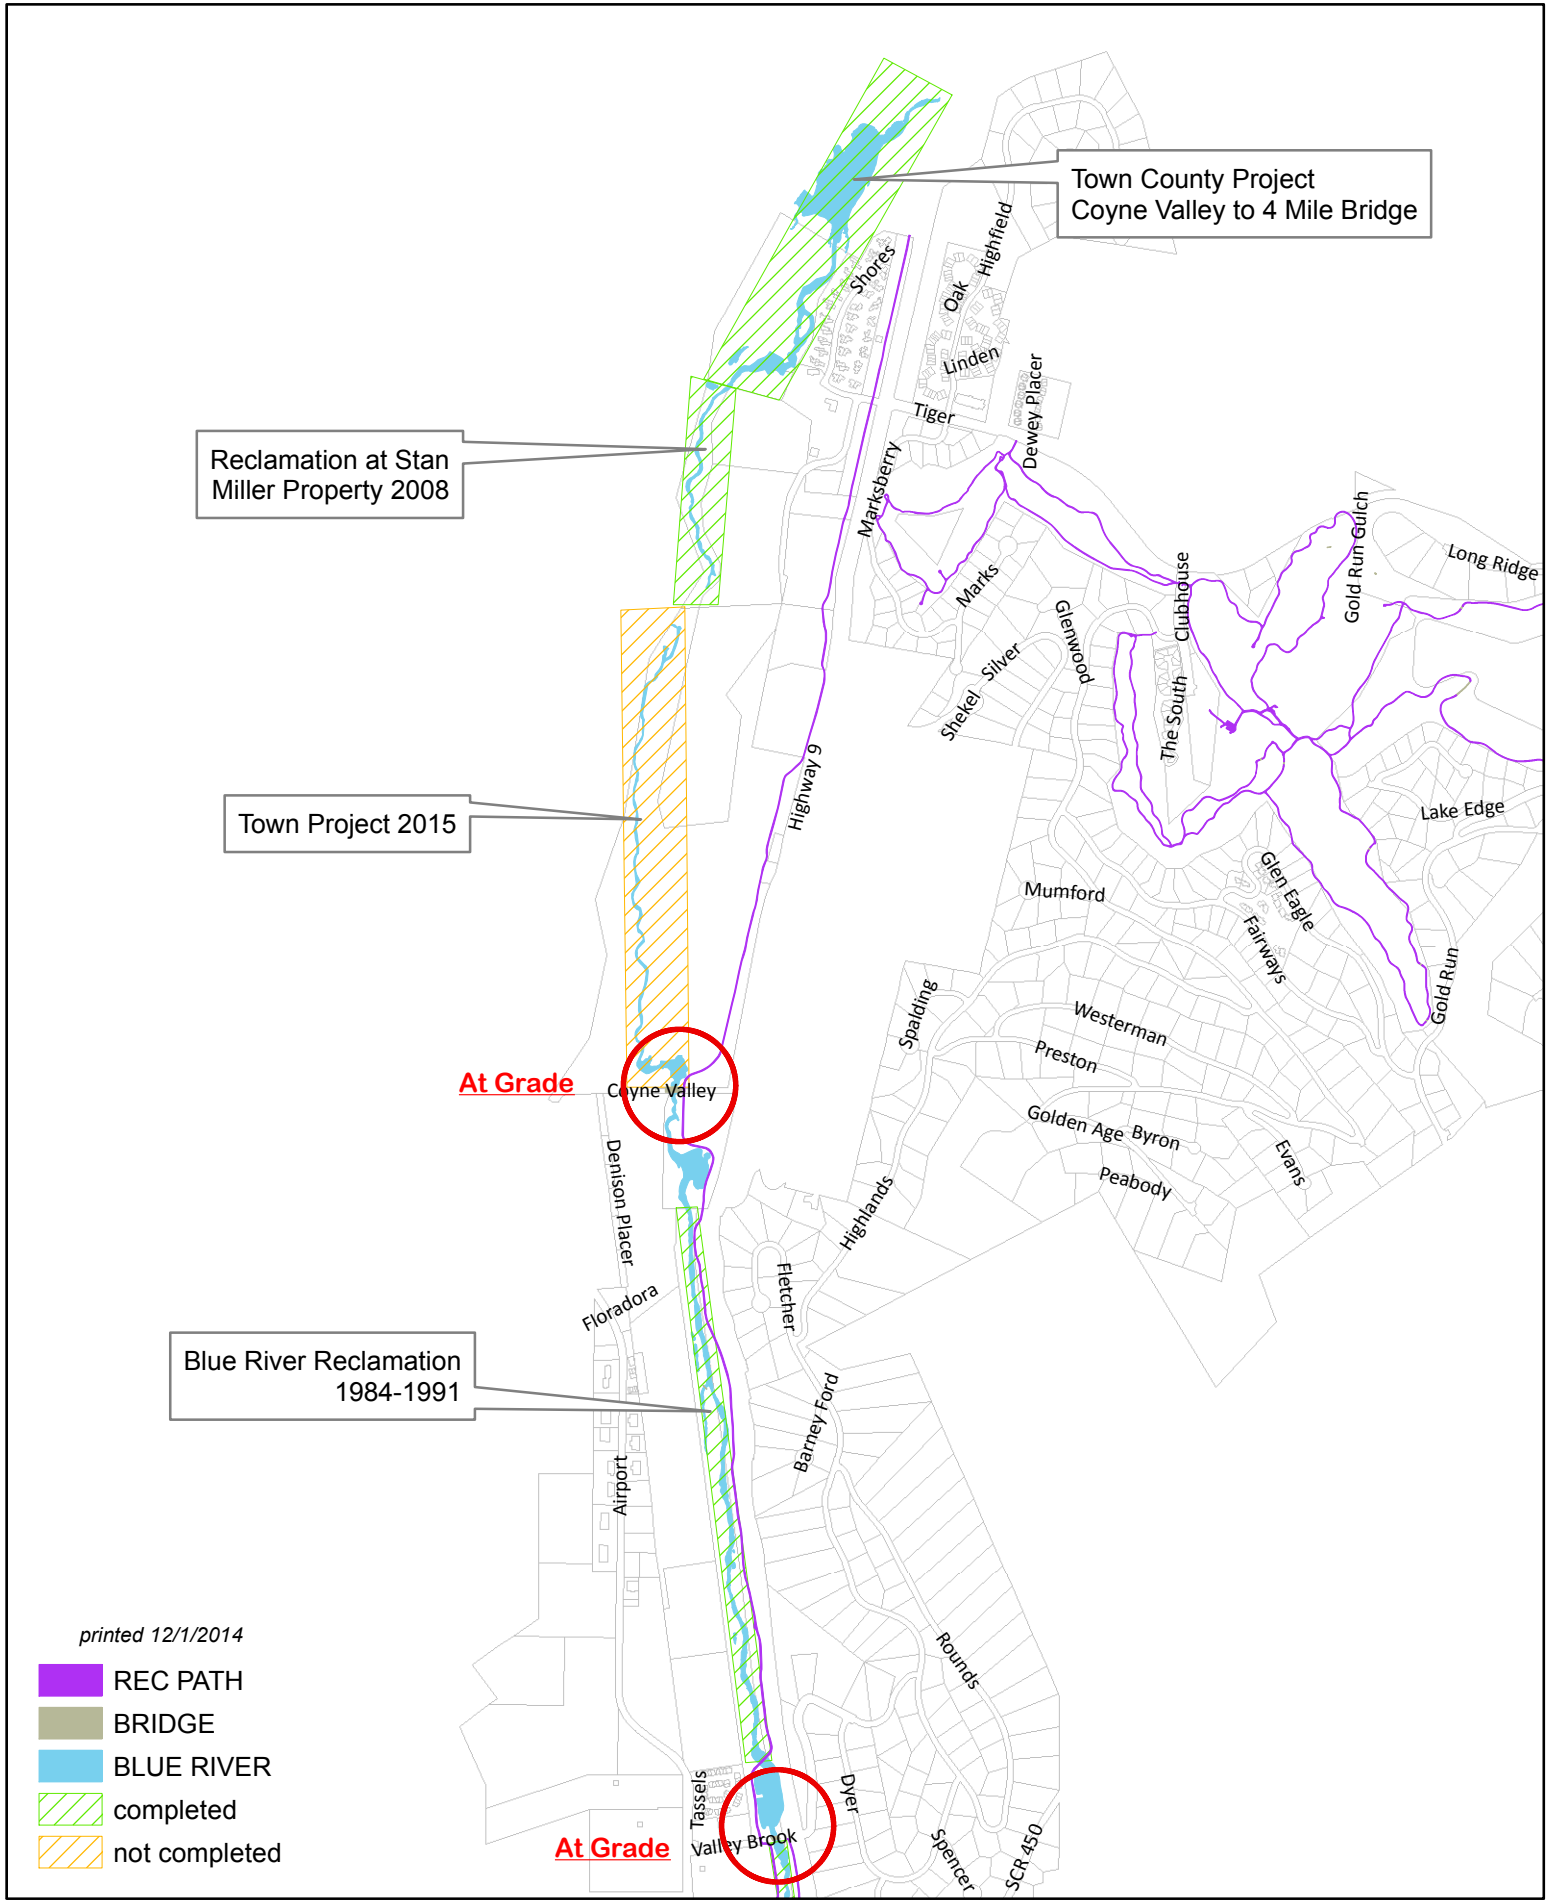 Town County Project
Coyne Valley to 4 Mile Bridge
Highfield
Shores
Oak
Linden
Dewey Placer
Tiger
Reclamation at Stan
Miller Property 2008
Marksberry
Gold Run Gulch
Long Ridge
Marks
Clubhouse
Glenwood
Silver
Shekel
The South
Highway 9
Town Project 2015
Lake Edge
Glen Eagle
Mumford
Fairways
Gold Run
Spalding
Westerman
Preston
At Grade
Coyne Valley
Golden Age
Byron
Evans
Peabody
Denison Placer
Highlands
Fletcher
Floradora
Blue River Reclamation
1984-1991
Barney Ford
Airport
Rounds
printed 12/1/2014
REC PATH
BRIDGE
BLUE RIVER
completed
not completed
Tassels
Dyer
Valley Brook
At Grade
Spencer
SCR 450